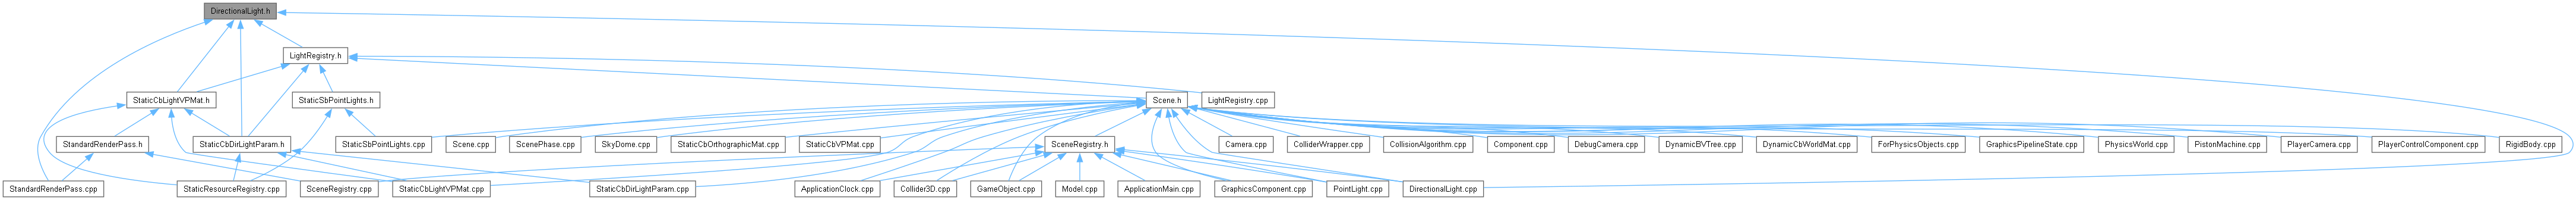 DirectionalLight.h
LightRegistry.h
StaticCbLightVPMat.h
StaticSbPointLights.h
Scene.h
LightRegistry.cpp
StandardRenderPass.h
StaticCbDirLightParam.h
StaticSbPointLights.cpp
Scene.cpp
ScenePhase.cpp
SkyDome.cpp
StaticCbOrthographicMat.cpp
StaticCbVPMat.cpp
SceneRegistry.h
Camera.cpp
ColliderWrapper.cpp
CollisionAlgorithm.cpp
Component.cpp
DebugCamera.cpp
DynamicBVTree.cpp
DynamicCbWorldMat.cpp
ForPhysicsObjects.cpp
GraphicsPipelineState.cpp
PhysicsWorld.cpp
PistonMachine.cpp
PlayerCamera.cpp
PlayerControlComponent.cpp
RigidBody.cpp
StandardRenderPass.cpp
StaticResourceRegistry.cpp
SceneRegistry.cpp
StaticCbLightVPMat.cpp
StaticCbDirLightParam.cpp
ApplicationClock.cpp
Collider3D.cpp
GameObject.cpp
Model.cpp
ApplicationMain.cpp
GraphicsComponent.cpp
PointLight.cpp
DirectionalLight.cpp